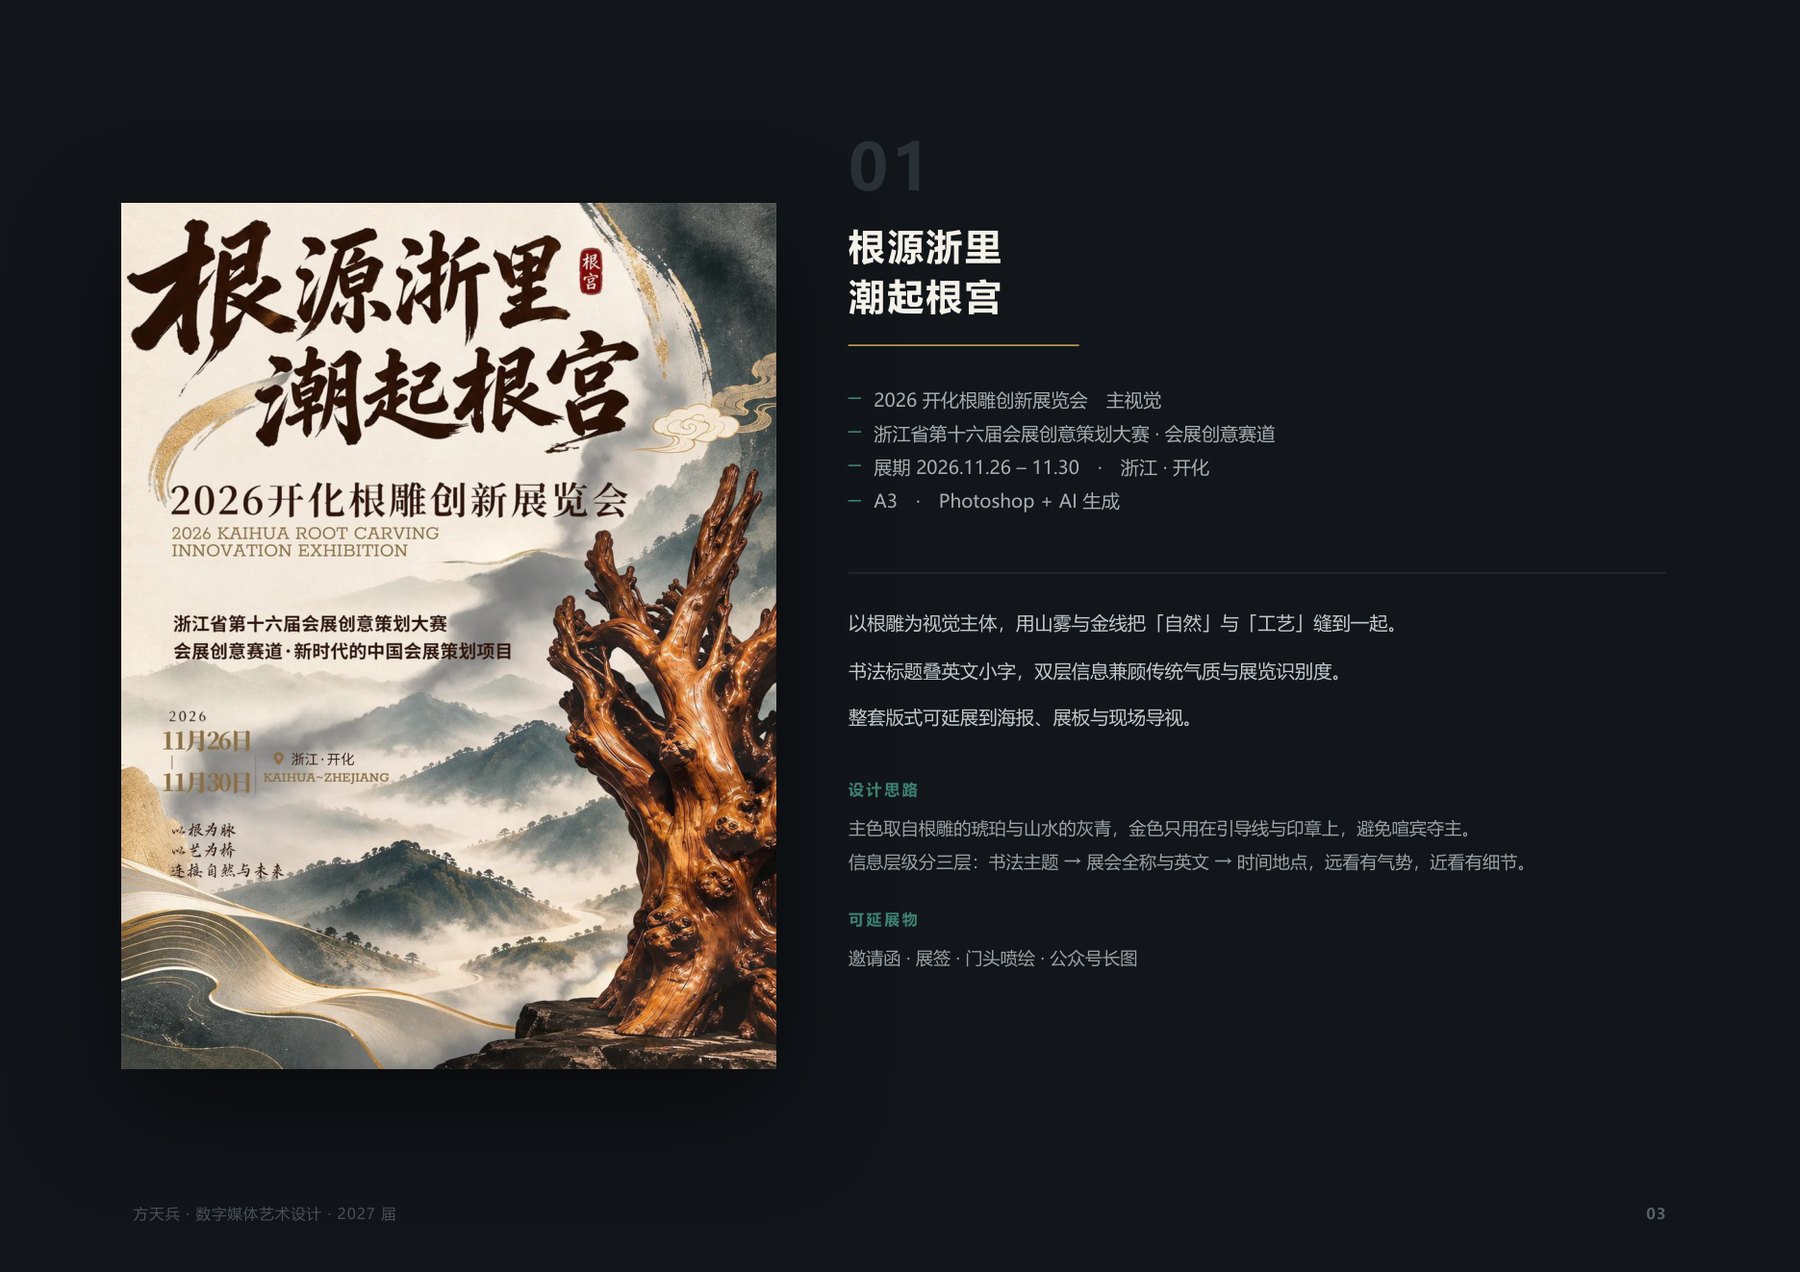 根源浙里
根宫
潮起根宫
2026开化根雕创新展览会
2026 KAIHUA ROOT CARVING
INNOVATION EXHIBITION
浙江省第十六届会展创意策划大赛
会展创意赛道·新时代的中国会展策划项目
2026
11月26日
|
11月30日
浙江·开化
KAIHUA~ZHEJIANG
以根为脉
以艺为桥
连接自然与未来
01
根源浙里
潮起根宫
— 2026 开化根雕创新展览会 主视觉
— 浙江省第十六届会展创意策划大赛 · 会展创意赛道
— 展期 2026.11.26 – 11.30 · 浙江 · 开化
— A3 · Photoshop + AI 生成
以根雕为视觉主体，用山雾与金线把「自然」与「工艺」缝到一起。
书法标题叠英文小字，双层信息兼顾传统气质与展览识别度。
整套版式可延展到海报、展板与现场导视。
设计思路
主色取自根雕的琥珀与山水的灰青，金色只用在引导线与印章上，避免喧宾夺主。
信息层级分三层：书法主题 → 展会全称与英文 → 时间地点，远看有气势，近看有细节。
可延展物
邀请函 · 展签 · 门头喷绘 · 公众号长图
方天兵 · 数字媒体艺术设计 · 2027 届
03